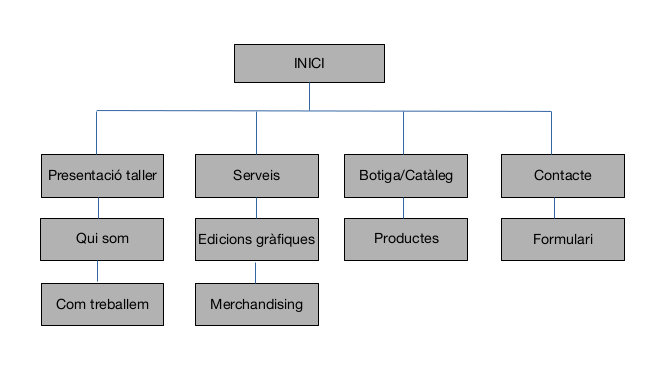 INICI
Presentació taller
Serveis
Botiga/Catàleg
Contacte
Qui som
Edicions gràfiques
Productes
Formulari
Com treballem
Merchandising